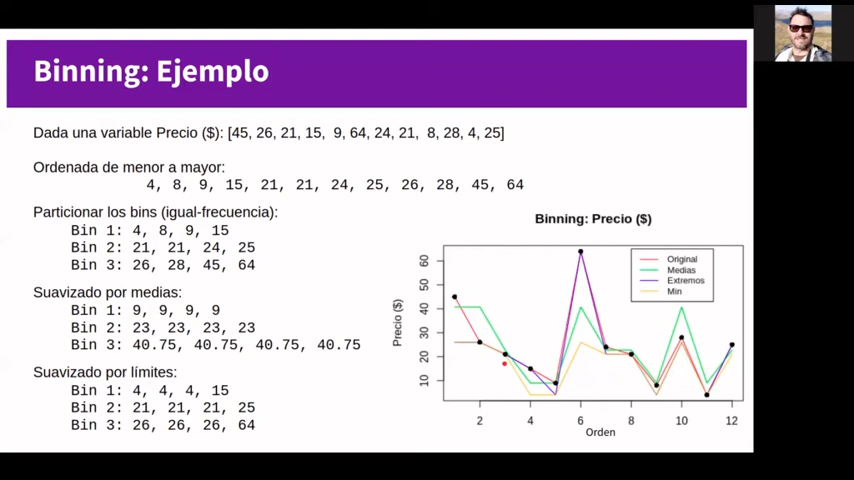 Binning: Ejemplo
Dada una variable Precio ($): [45, 26, 21, 15, 9, 64, 24, 21, 8, 28, 4, 25]
Ordenada de menor a mayor:
4, 8, 9, 15, 21, 21, 24, 25, 26, 28, 45, 64
Particionar los bins (igual-frecuencia):
Bin 1: 4, 8, 9, 15
Bin 2: 21, 21, 24, 25
Bin 3: 26, 28, 45, 64
Suavizado por medias:
Bin 1: 9, 9, 9, 9
Bin 2: 23, 23, 23, 23
Bin 3: 40.75, 40.75, 40.75, 40.75
Suavizado por límites:
Bin 1: 4, 4, 4, 15
Bin 2: 21, 21, 21, 25
Bin 3: 26, 26, 26, 64
Binning: Precio ($)
Original
Medias
Extremos
Min
Precio ($)
60
50
40
30
20
10
2 4 6 8 10 12
Orden